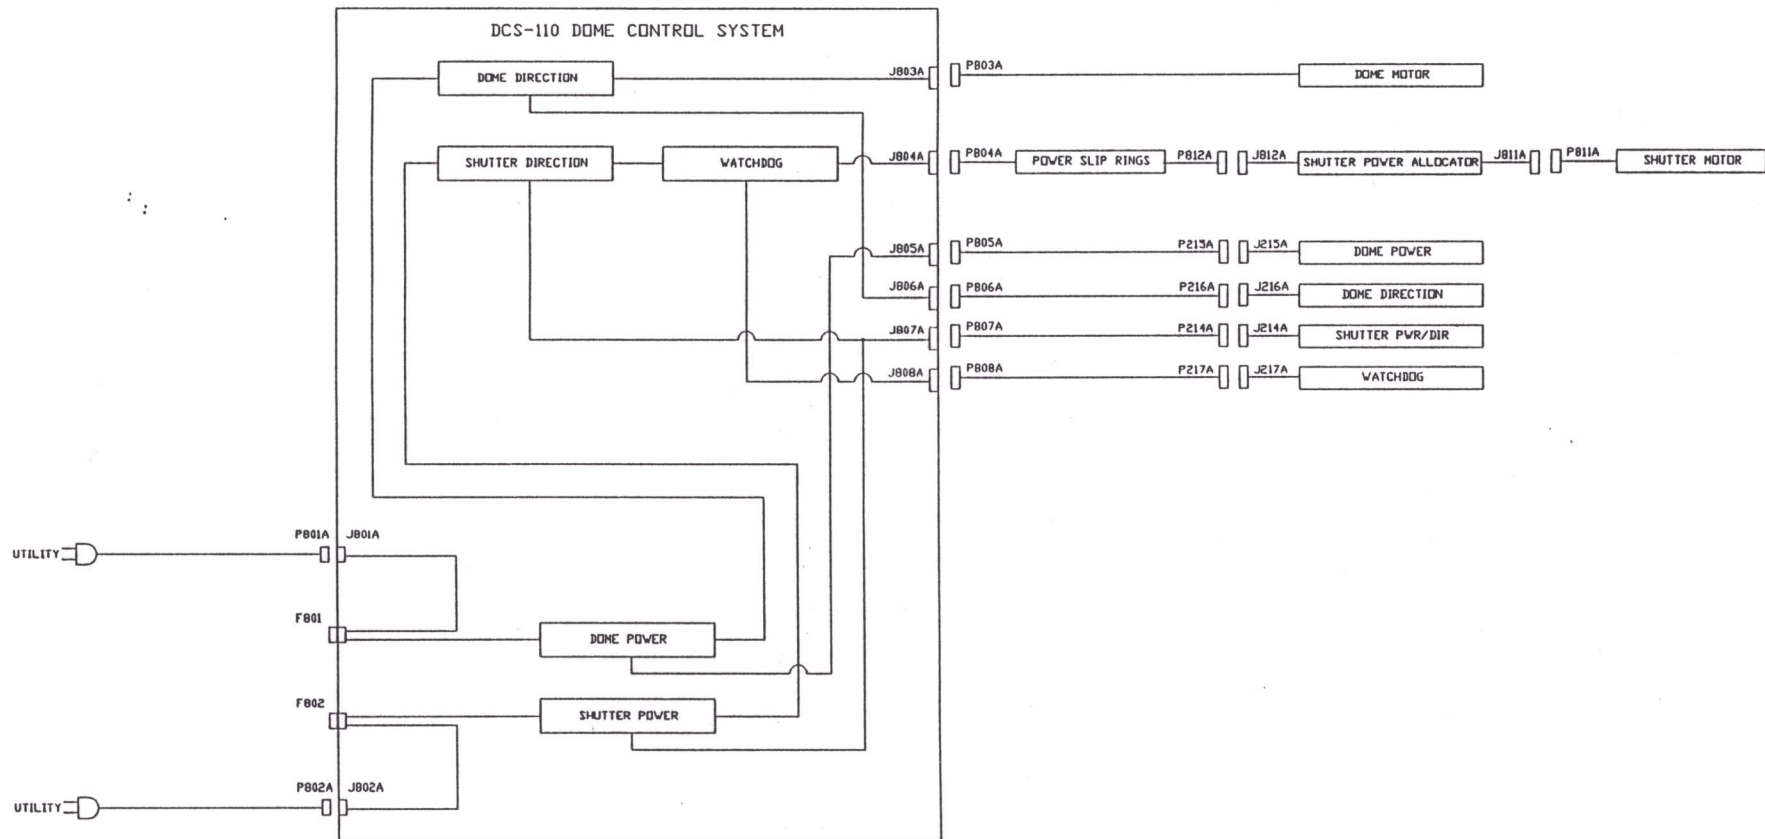 DCS-110 DOME CONTROL SYSTEM
DOME DIRECTION
J803A
P803A
DOME MOTOR
SHUTTER DIRECTION
WATCHDOG
J804A
P804A
POWER SLIP RINGS
P812A
J812A
SHUTTER POWER ALLOCATOR
J811A
P811A
SHUTTER MOTOR
J805A
P805A
P215A
J215A
DOME POWER
J806A
P806A
P216A
J216A
DOME DIRECTION
J807A
P807A
P214A
J214A
SHUTTER PWR/DIR
J808A
P808A
P217A
J217A
WATCHDOG
UTILITY
P801A
J801A
F801
DOME POWER
F802
SHUTTER POWER
UTILITY
P802A
J802A